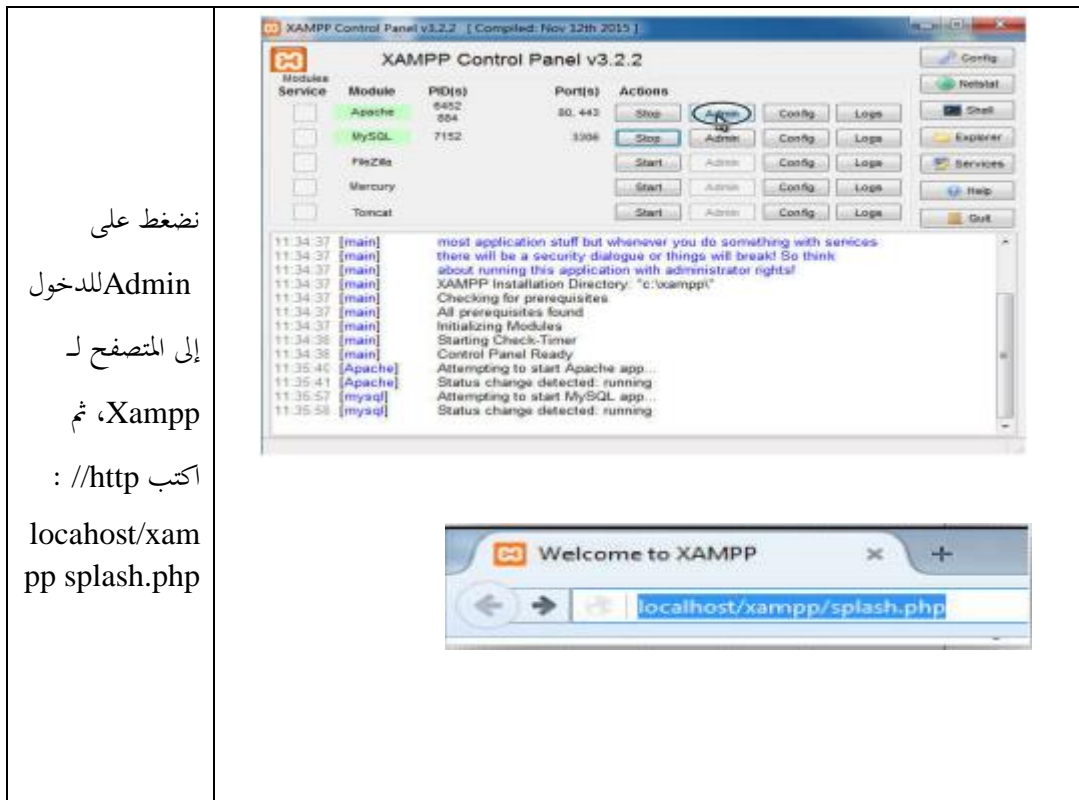 نضغط على
Adminللدخول
إلى المتصفح لـ
Xampp، ثم
اكتب http// :
locahost/xam
pp splash.php
XAMPP Control Panel v3.2.2 [ Compiled: Nov 12th 2015 ]
XAMPP Control Panel v3.2.2
Config
Modules
Service Module PID(s) Port(s) Actions
Netstat
Apache 6452 884 80, 443 Stop Admin Config Logs
Shell
MySQL 7152 3306 Stop Admin Config Logs
Explorer
FileZilla Start Admin Config Logs
Services
Mercury Start Admin Config Logs
Help
Tomcat Start Admin Config Logs
Quit
11:34:37 [main] most application stuff but whenever you do something with services
11:34:37 [main] there will be a security dialogue or things will break! So think
11:34:37 [main] about running this application with administrator rights!
11:34:37 [main] XAMPP Installation Directory: "c:\xampp\"
11:34:37 [main] Checking for prerequisites
11:34:37 [main] All prerequisites found
11:34:37 [main] Initializing Modules
11:34:38 [main] Starting Check-Timer
11:34:38 [main] Control Panel Ready
11:35:40 [Apache] Attempting to start Apache app...
11:35:41 [Apache] Status change detected: running
11:35:57 [mysql] Attempting to start MySQL app...
11:35:58 [mysql] Status change detected: running
Welcome to XAMPP
localhost/xampp/splash.php